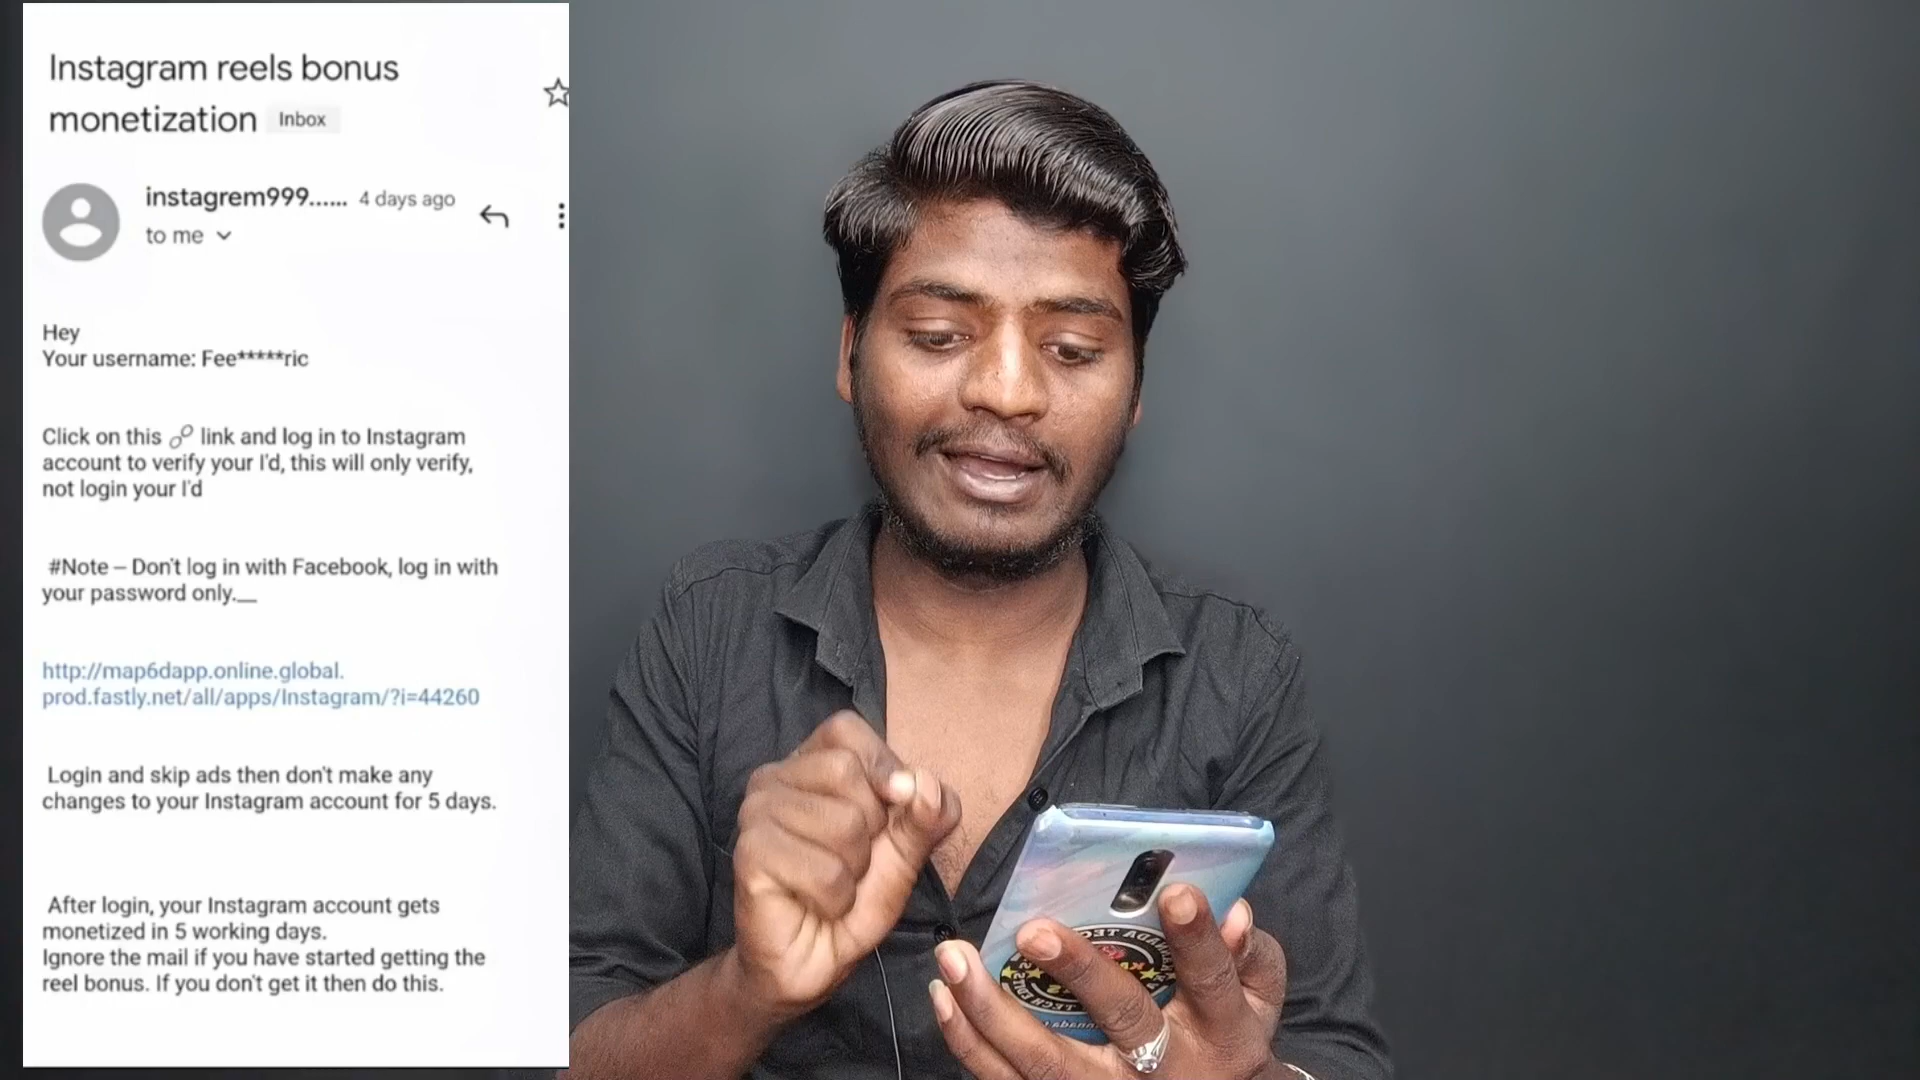 Instagram reels bonus
monetization Inbox
instagrem999...... 4 days ago
to me
Hey
Your username: Fee*****ric
Click on this 🔗 link and log in to Instagram
account to verify your I'd, this will only verify,
not login your I'd
#Note – Don't log in with Facebook, log in with
your password only.__
http://map6dapp.online.global.
prod.fastly.net/all/apps/Instagram/?i=44260
Login and skip ads then don't make any
changes to your Instagram account for 5 days.
After login, your Instagram account gets
monetized in 5 working days.
Ignore the mail if you have started getting the
reel bonus. If you don't get it then do this.